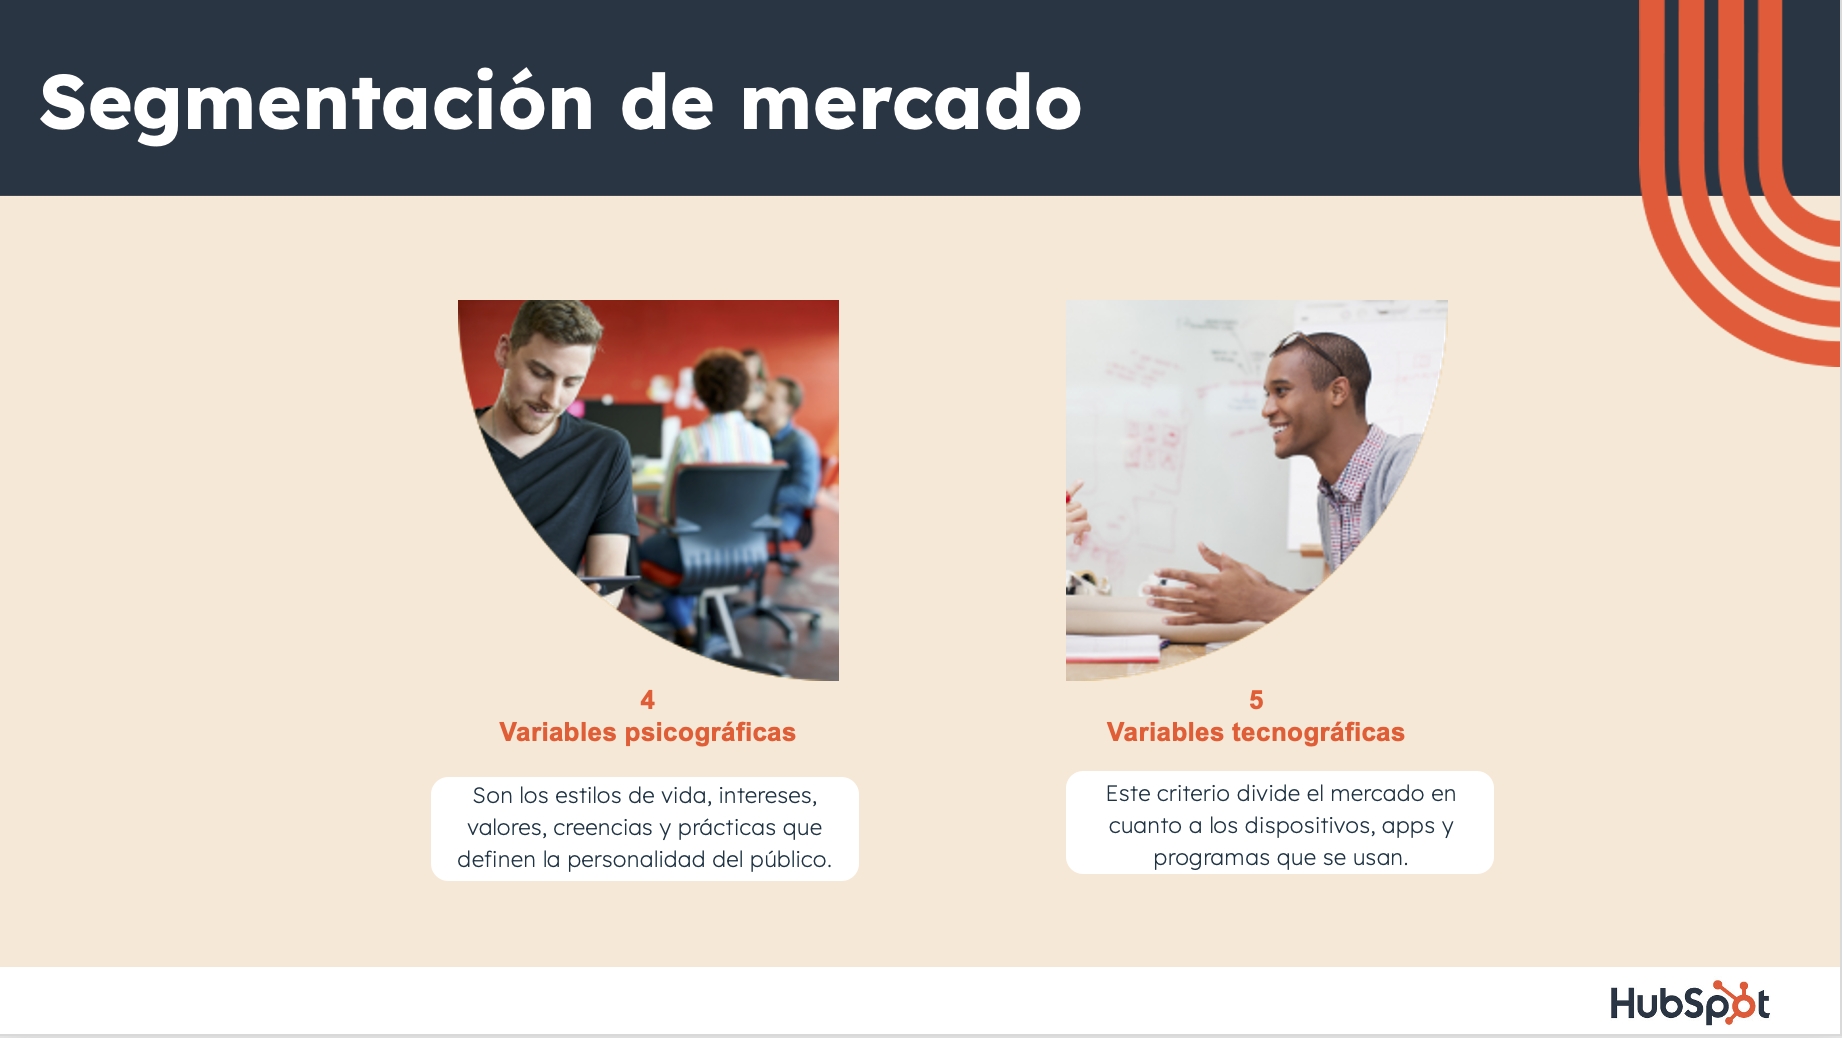 Segmentación de mercado
4
Variables psicográficas
Son los estilos de vida, intereses,
valores, creencias y prácticas que
definen la personalidad del público.
5
Variables tecnográficas
Este criterio divide el mercado en
cuanto a los dispositivos, apps y
programas que se usan.
HubSpot